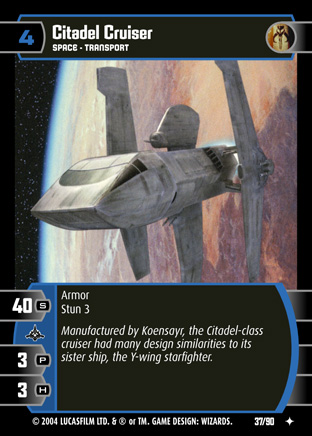 4
Citadel Cruiser
SPACE - TRANSPORT
40 S
Armor
Stun 3
Manufactured by Koensayr, the Citadel-class
cruiser had many design similarities to its
sister ship, the Y-wing starfighter.
3 P
3 H
© 2004 LUCASFILM LTD. & ® or TM. GAME DESIGN: WIZARDS.
37/90